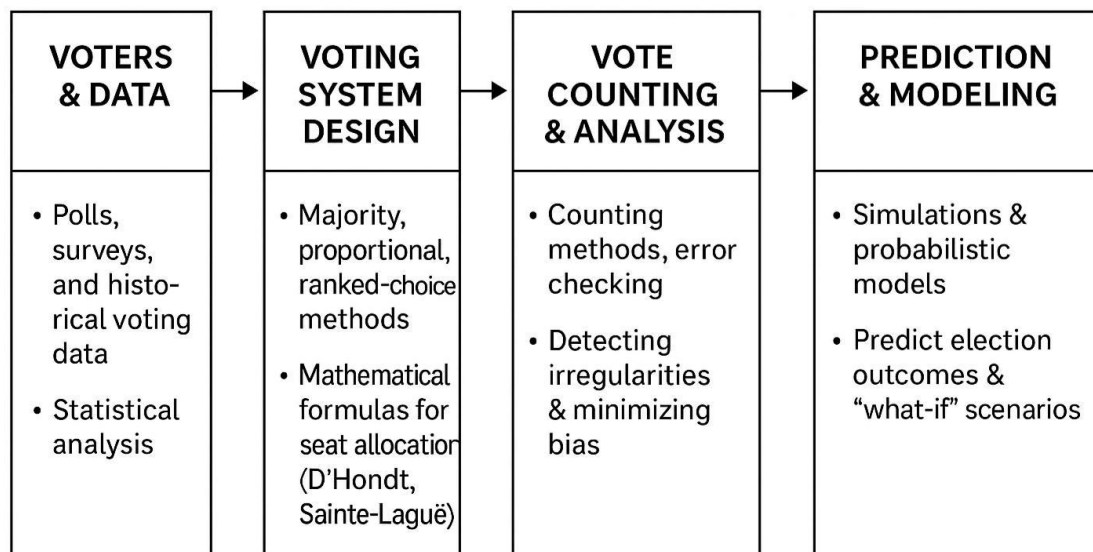 VOTERS
& DATA
• Polls,
surveys,
and histo-
rical voting
data
• Statistical
analysis
VOTING
SYSTEM
DESIGN
• Majority,
proportional,
ranked-choice
methods
• Mathematical
formulas for
seat allocation
(D’Hondt,
Sainte-Laguë)
VOTE
COUNTING
& ANALYSIS
• Counting
methods, error
checking
• Detecting
irregularities
& minimizing
bias
PREDICTION
& MODELING
• Simulations &
probabilistic
models
• Predict election
outcomes &
“what-if” scenarios